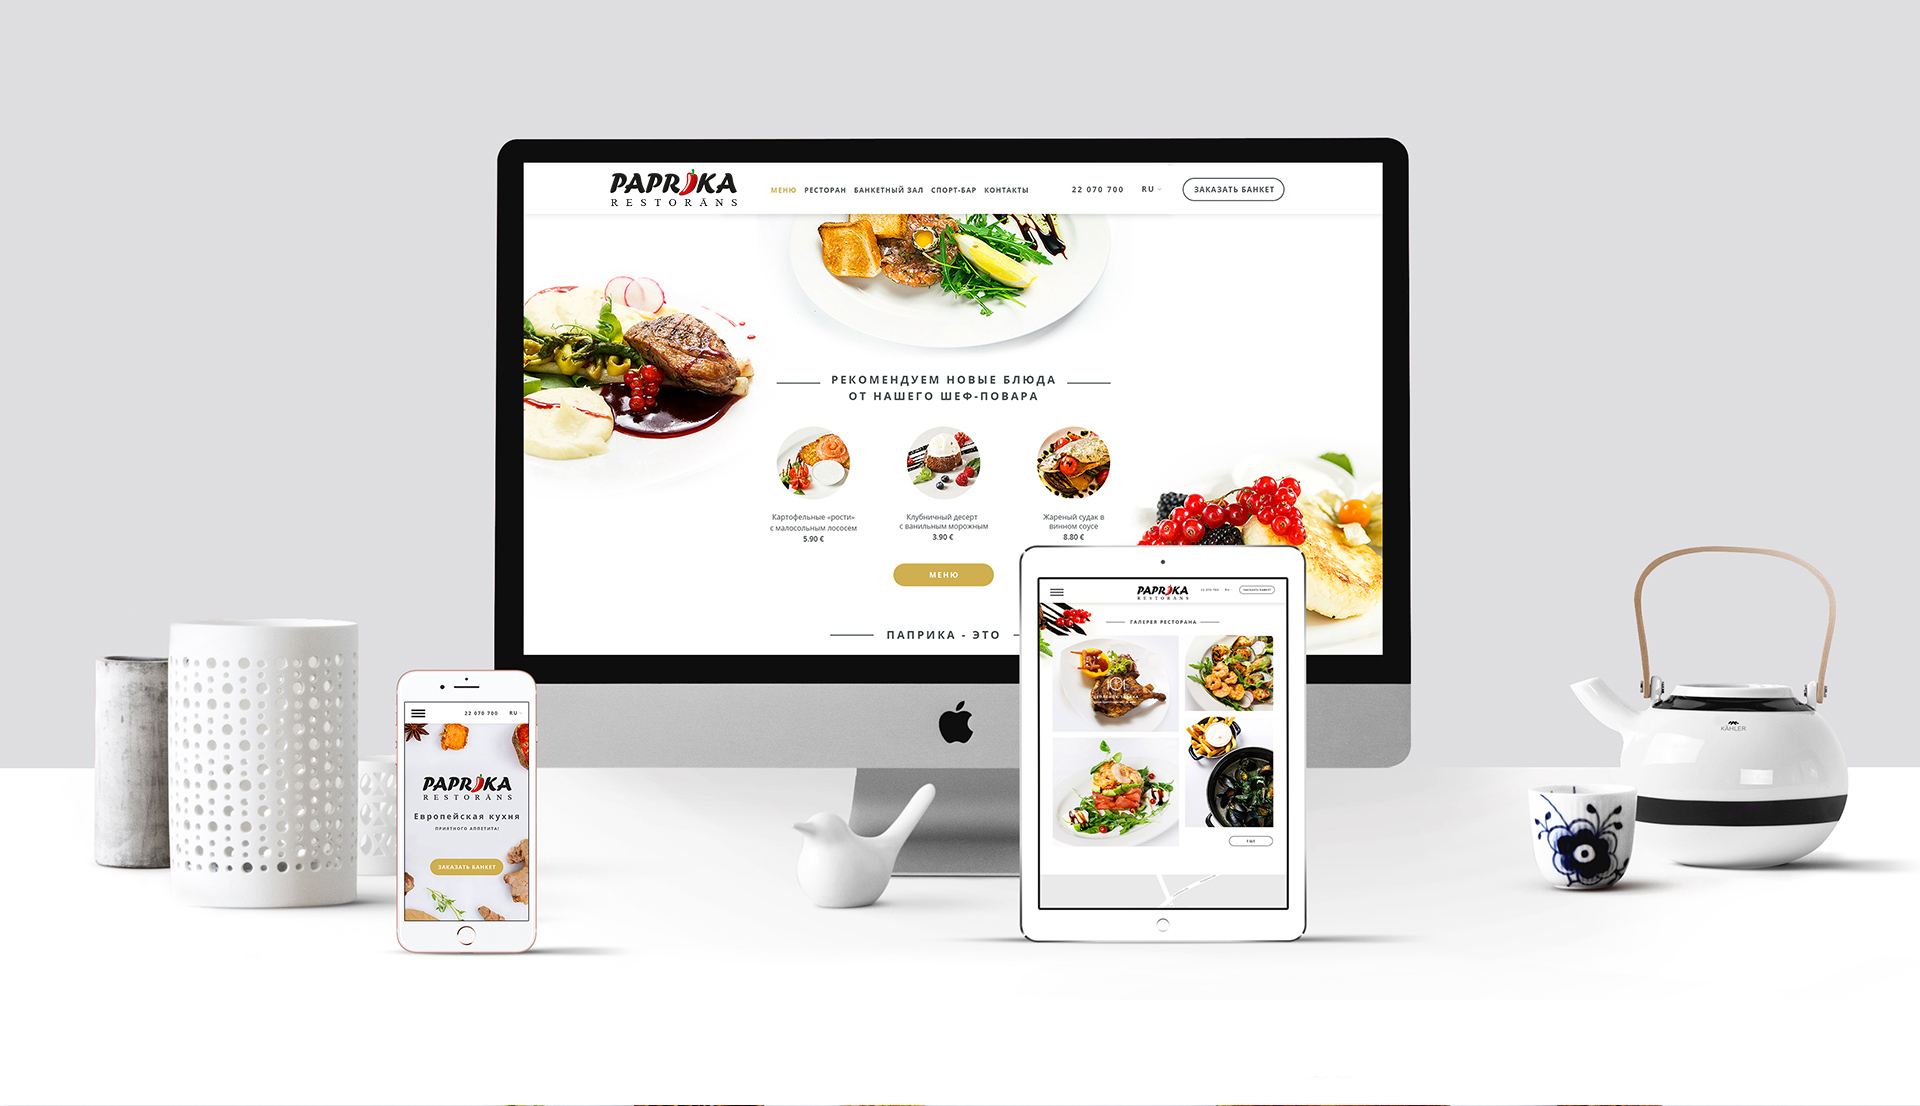 PAPRIKA
RESTORĀNS
МЕНЮ РЕСТОРАН БАНКЕТНЫЙ ЗАЛ СПОРТ-БАР КОНТАКТЫ
22 070 700
RU
ЗАКАЗАТЬ БАНКЕТ
РЕКОМЕНДУЕМ НОВЫЕ БЛЮДА
ОТ НАШЕГО ШЕФ-ПОВАРА
Картофельные «рости»
с малосольным лососем
5.90 €
Клубничный десерт
с ванильным морожным
3.90 €
Жареный судак в
винном соусе
8.80 €
МЕНЮ
ПАПРИКА - ЭТО
PAPRIKA
RESTORĀNS
22 070 700
RU
ЗАКАЗАТЬ БАНКЕТ
ГАЛЕРЕЯ РЕСТОРАНА
22 070 700
RU
PAPRIKA
RESTORĀNS
Европейская кухня
ПРИЯТНОГО АППЕТИТА!
ЗАКАЗАТЬ БАНКЕТ
KÄHLER